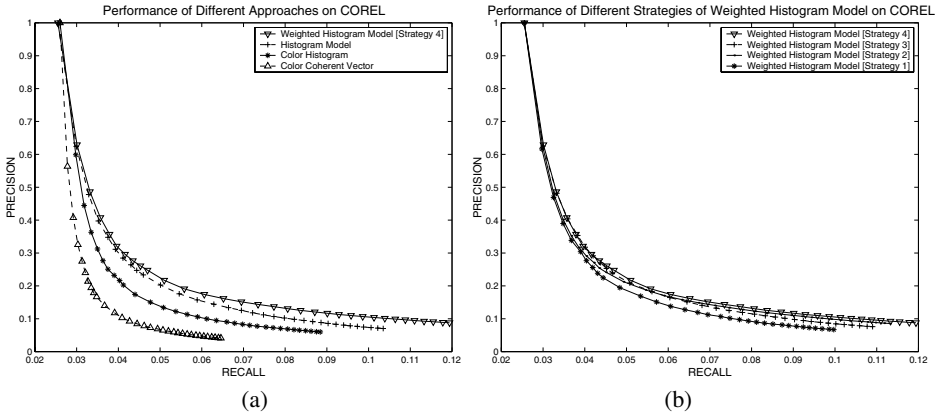 Performance of Different Approaches on COREL
1
0.9
0.8
0.7
0.6
0.5
0.4
0.3
0.2
0.1
0
PRECISION
Weighted Histogram Model [Strategy 4]
Histogram Model
Color Histogram
Color Coherent Vector
0.02 0.03 0.04 0.05 0.06 0.07 0.08 0.09 0.1 0.11 0.12
RECALL
(a)
Performance of Different Strategies of Weighted Histogram Model on COREL
1
0.9
0.8
0.7
0.6
0.5
0.4
0.3
0.2
0.1
0
PRECISION
Weighted Histogram Model [Strategy 4]
Weighted Histogram Model [Strategy 3]
Weighted Histogram Model [Strategy 2]
Weighted Histogram Model [Strategy 1]
0.02 0.03 0.04 0.05 0.06 0.07 0.08 0.09 0.1 0.11 0.12
RECALL
(b)